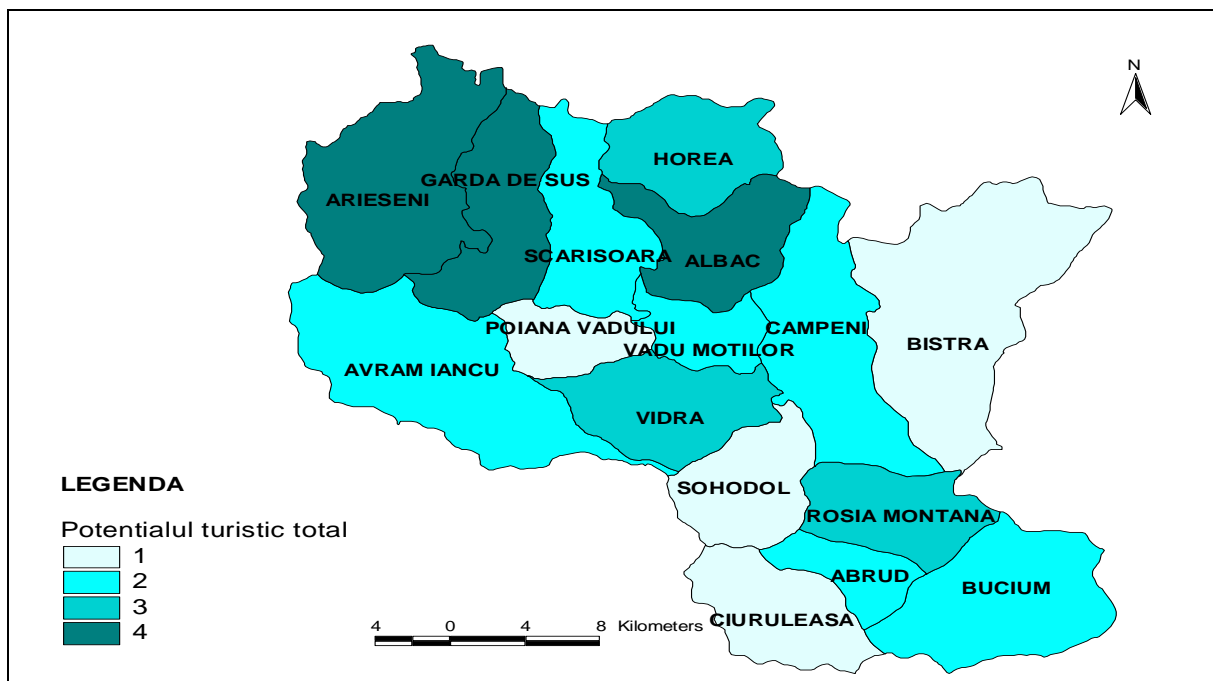 N
HOREA
GARDA DE SUS
ARIESENI
SCARISOARA
ALBAC
POIANA VADULUI
CAMPENI
BISTRA
VADU MOTILOR
AVRAM IANCU
VIDRA
LEGENDA
SOHODOL
ROSIA MONTANA
Potentialul turistic total
1
2
3
4
ABRUD
BUCIUM
CIURULEASA
4 0 4 8 Kilometers